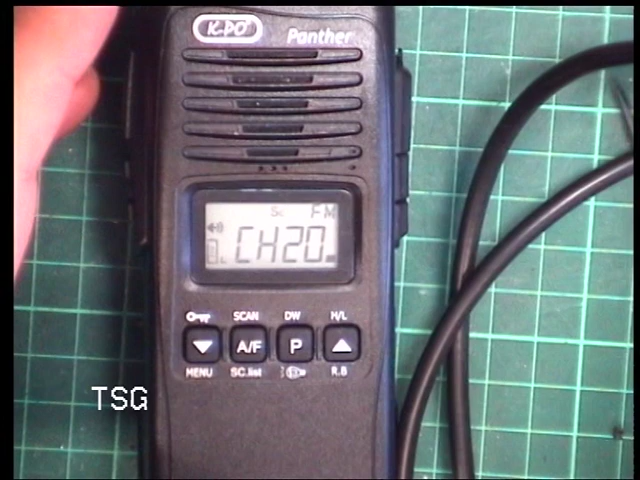 K-PO
Panther
Sc FM
L CH20
SCAN DW H/L
A/F P
MENU SC.list R.B
TSG